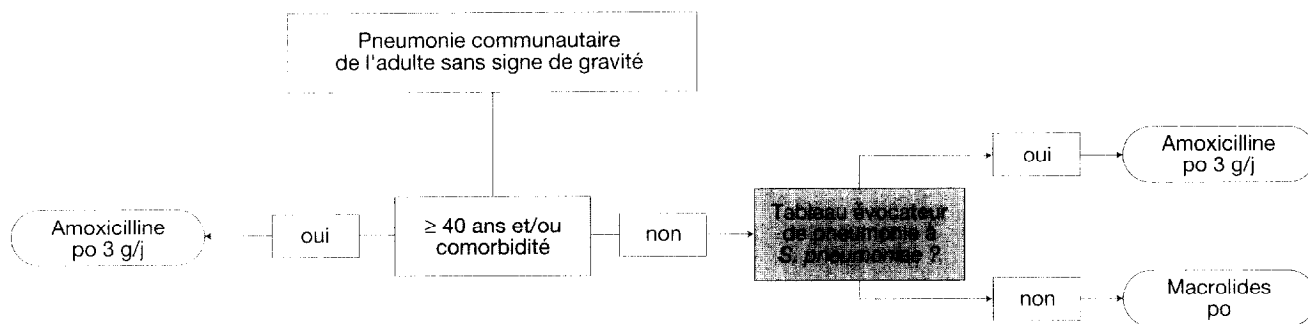 Pneumonie communautaire
de l'adulte sans signe de gravité
oui
Amoxicilline
po 3 g/j
Amoxicilline
po 3 g/j
oui
≥ 40 ans et/ou
comorbidité
non
Tableau évocateur
de pneumonie à
S. pneumoniae ?
non
Macrolides
po